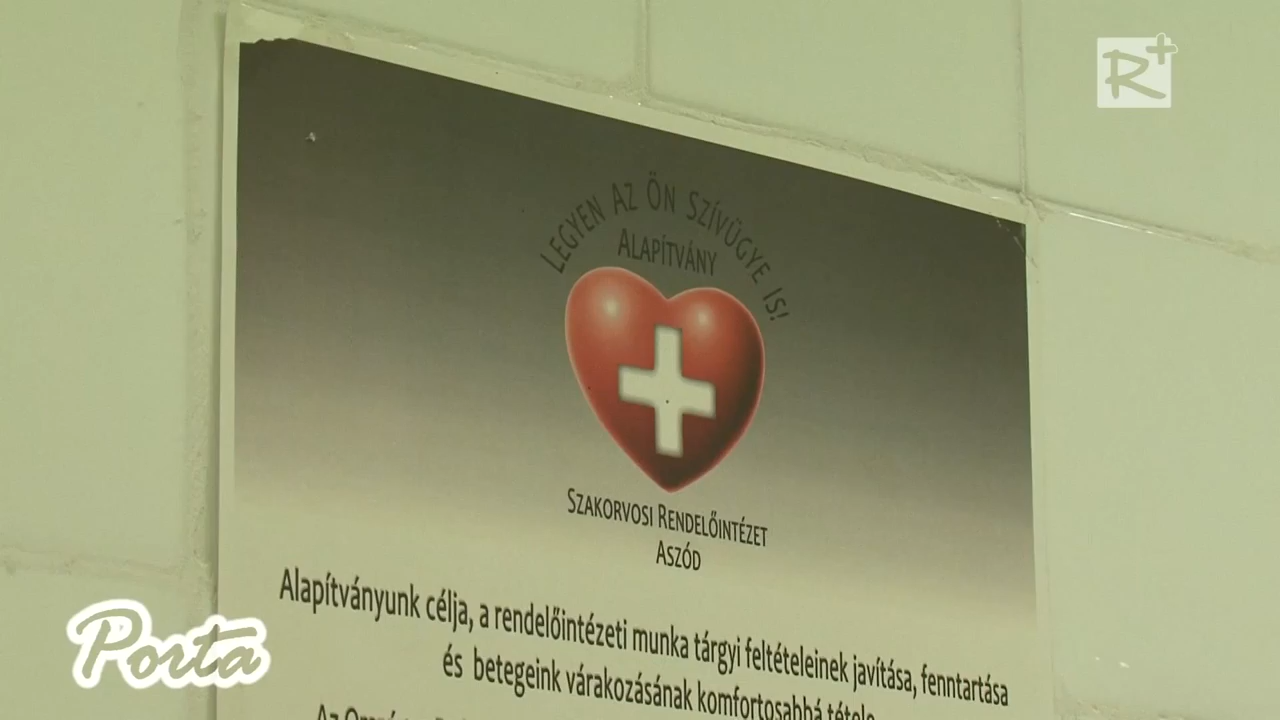 R+
LEGYEN AZ ÖN SZÍVÜGYE IS!
ALAPÍTVÁNY
SZAKORVOSI RENDELŐINTÉZET
ASZÓD
Alapítványunk célja, a rendelőintézeti munka tárgyi feltételeinek javítása, fenntartása
és betegeink várakozásának komfortosabbá tétele
Az
Porta